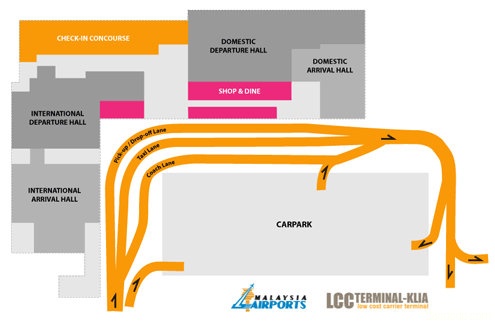 CHECK-IN CONCOURSE
DOMESTIC
DEPARTURE HALL
DOMESTIC
ARRIVAL HALL
SHOP & DINE
INTERNATIONAL
DEPARTURE HALL
Pick-up / Drop-off Lane
Taxi Lane
Coach Lane
INTERNATIONAL
ARRIVAL HALL
CARPARK
MALAYSIA
AIRPORTS
LCC TERMINAL-KLIA
low cost carrier terminal